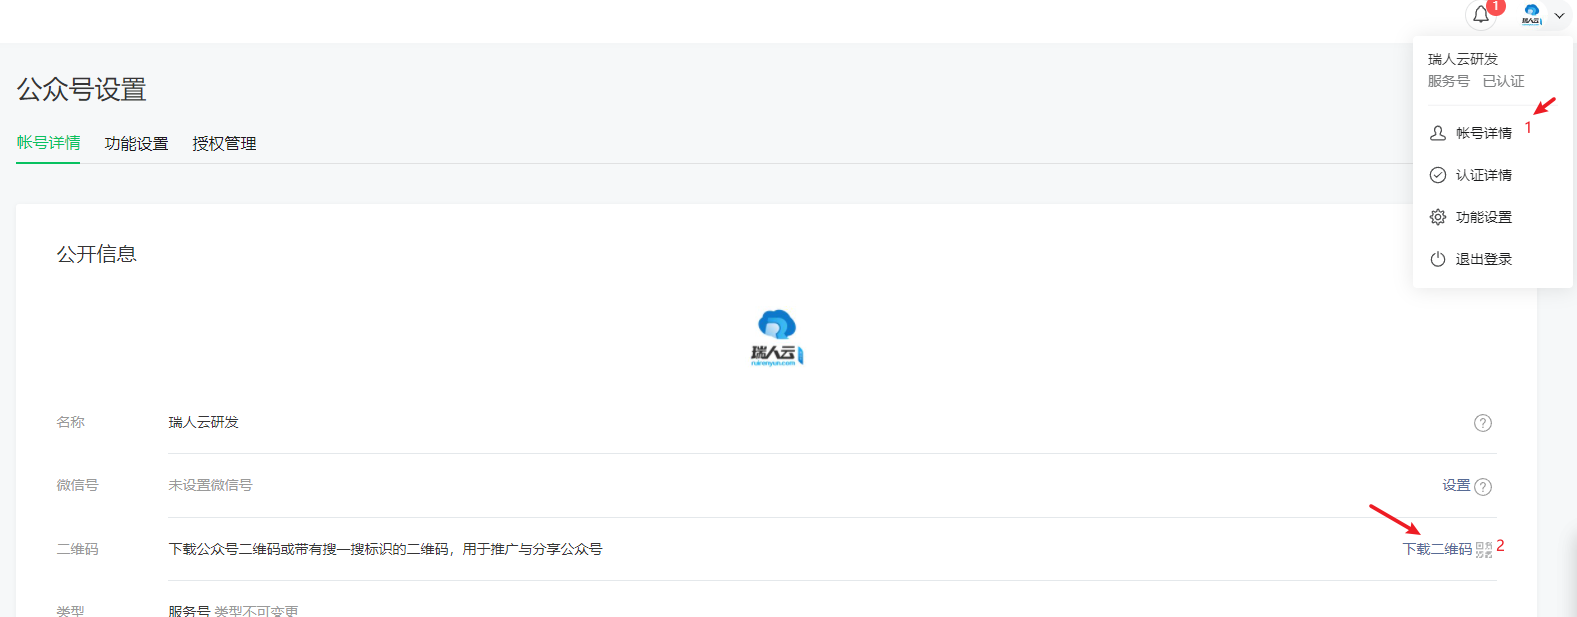 1
瑞人云
瑞人云研发
服务号 已认证
公众号设置
帐号详情 1
帐号详情 功能设置 授权管理
认证详情
功能设置
公开信息
退出登录
瑞人云
ruirenyun.com
名称 瑞人云研发
微信号 未设置微信号 设置
二维码 下载公众号二维码或带有搜一搜标识的二维码，用于推广与分享公众号 下载二维码 2
类型 服务号 类型不可变更